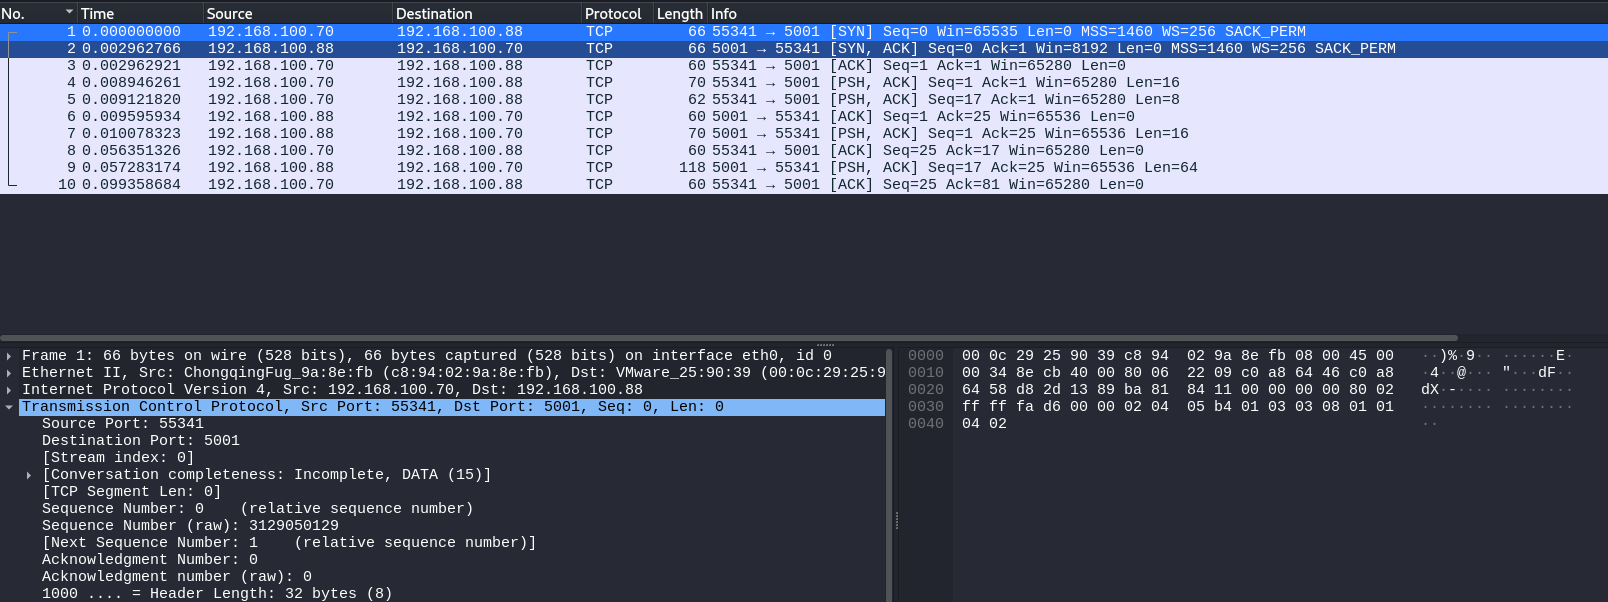 No. Time Source Destination Protocol Length Info
1 0.000000000 192.168.100.70 192.168.100.88 TCP 66 55341 → 5001 [SYN] Seq=0 Win=65535 Len=0 MSS=1460 WS=256 SACK_PERM
2 0.002962766 192.168.100.88 192.168.100.70 TCP 66 5001 → 55341 [SYN, ACK] Seq=0 Ack=1 Win=8192 Len=0 MSS=1460 WS=256 SACK_PERM
3 0.002962921 192.168.100.70 192.168.100.88 TCP 60 55341 → 5001 [ACK] Seq=1 Ack=1 Win=65280 Len=0
4 0.008946261 192.168.100.70 192.168.100.88 TCP 70 55341 → 5001 [PSH, ACK] Seq=1 Ack=1 Win=65280 Len=16
5 0.009121820 192.168.100.70 192.168.100.88 TCP 62 55341 → 5001 [PSH, ACK] Seq=17 Ack=1 Win=65280 Len=8
6 0.009595934 192.168.100.88 192.168.100.70 TCP 60 5001 → 55341 [ACK] Seq=1 Ack=25 Win=65536 Len=0
7 0.010078323 192.168.100.88 192.168.100.70 TCP 70 5001 → 55341 [PSH, ACK] Seq=1 Ack=25 Win=65536 Len=16
8 0.056351326 192.168.100.70 192.168.100.88 TCP 60 55341 → 5001 [ACK] Seq=25 Ack=17 Win=65280 Len=0
9 0.057283174 192.168.100.88 192.168.100.70 TCP 118 5001 → 55341 [PSH, ACK] Seq=17 Ack=25 Win=65536 Len=64
10 0.099358684 192.168.100.70 192.168.100.88 TCP 60 55341 → 5001 [ACK] Seq=25 Ack=81 Win=65280 Len=0
Frame 1: 66 bytes on wire (528 bits), 66 bytes captured (528 bits) on interface eth0, id 0
Ethernet II, Src: ChongqingFug_9a:8e:fb (c8:94:02:9a:8e:fb), Dst: VMware_25:90:39 (00:0c:29:25:9
Internet Protocol Version 4, Src: 192.168.100.70, Dst: 192.168.100.88
Transmission Control Protocol, Src Port: 55341, Dst Port: 5001, Seq: 0, Len: 0
Source Port: 55341
Destination Port: 5001
[Stream index: 0]
[Conversation completeness: Incomplete, DATA (15)]
[TCP Segment Len: 0]
Sequence Number: 0    (relative sequence number)
Sequence Number (raw): 3129050129
[Next Sequence Number: 1    (relative sequence number)]
Acknowledgment Number: 0
Acknowledgment number (raw): 0
1000 .... = Header Length: 32 bytes (8)
0000 00 0c 29 25 90 39 c8 94 02 9a 8e fb 08 00 45 00 ··)%·9·· ······E·
0010 00 34 8e cb 40 00 80 06 22 09 c0 a8 64 46 c0 a8 ·4··@··· "···dF··
0020 64 58 d8 2d 13 89 ba 81 84 11 00 00 00 00 80 02 dX·-···· ········
0030 ff ff fa d6 00 00 02 04 05 b4 01 03 03 08 01 01 ········ ········
0040 04 02 ··